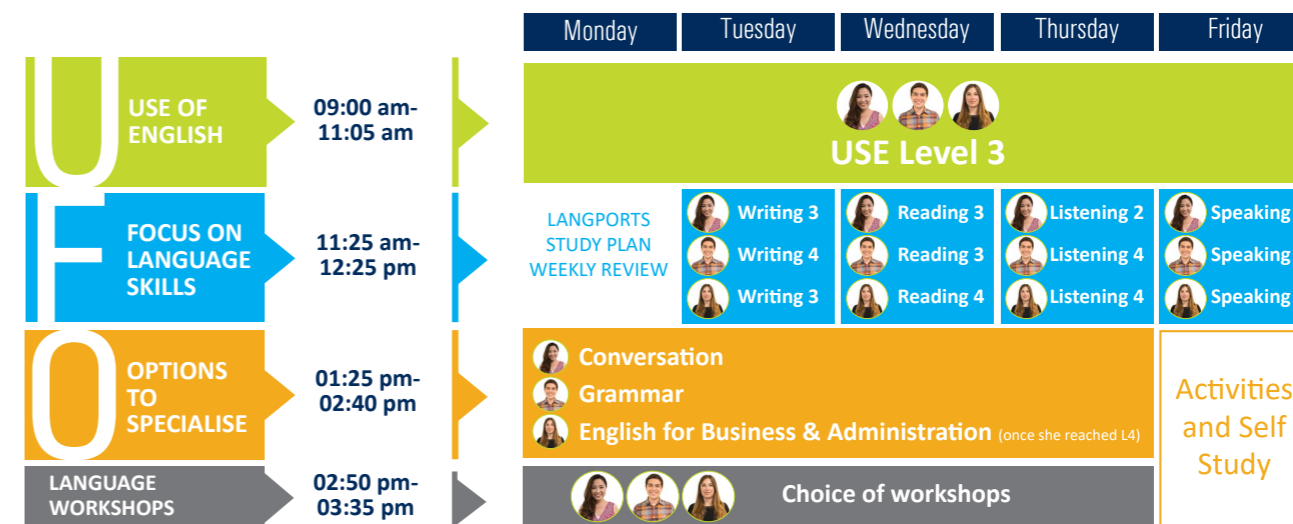 Monday
Tuesday
Wednesday
Thursday
Friday
U
USE OF
ENGLISH
09:00 am-
11:05 am
USE Level 3
F
FOCUS ON
LANGUAGE
SKILLS
11:25 am-
12:25 pm
LANGPORTS
STUDY PLAN
WEEKLY REVIEW
Writing 3
Reading 3
Listening 2
Speaking
Writing 4
Reading 3
Listening 4
Speaking
Writing 3
Reading 4
Listening 4
Speaking
O
OPTIONS
TO
SPECIALISE
01:25 pm-
02:40 pm
Conversation
Grammar
English for Business & Administration (once she reached L4)
Activities
and Self
Study
LANGUAGE
WORKSHOPS
02:50 pm-
03:35 pm
Choice of workshops